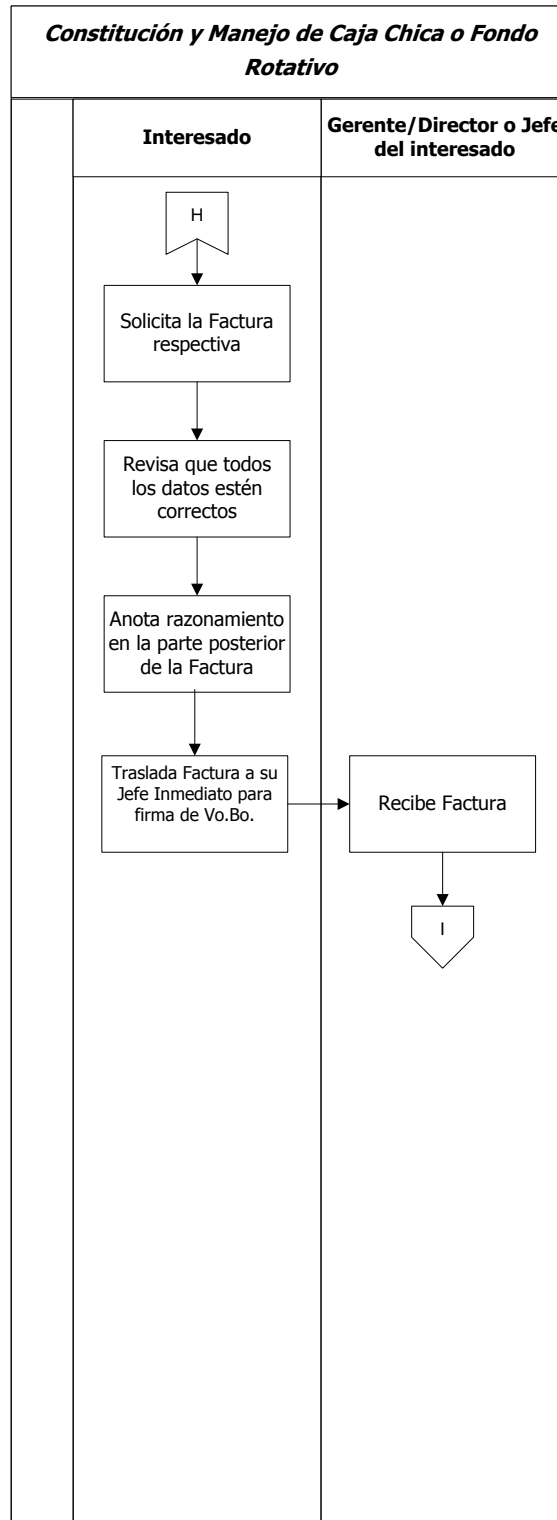 Constitución y Manejo de Caja Chica o Fondo
Rotativo
Interesado
Gerente/Director o Jefe
del interesado
H
Solicita la Factura
respectiva
Revisa que todos
los datos estén
correctos
Anota razonamiento
en la parte posterior
de la Factura
Traslada Factura a su
Jefe Inmediato para
firma de Vo.Bo.
Recibe Factura
I